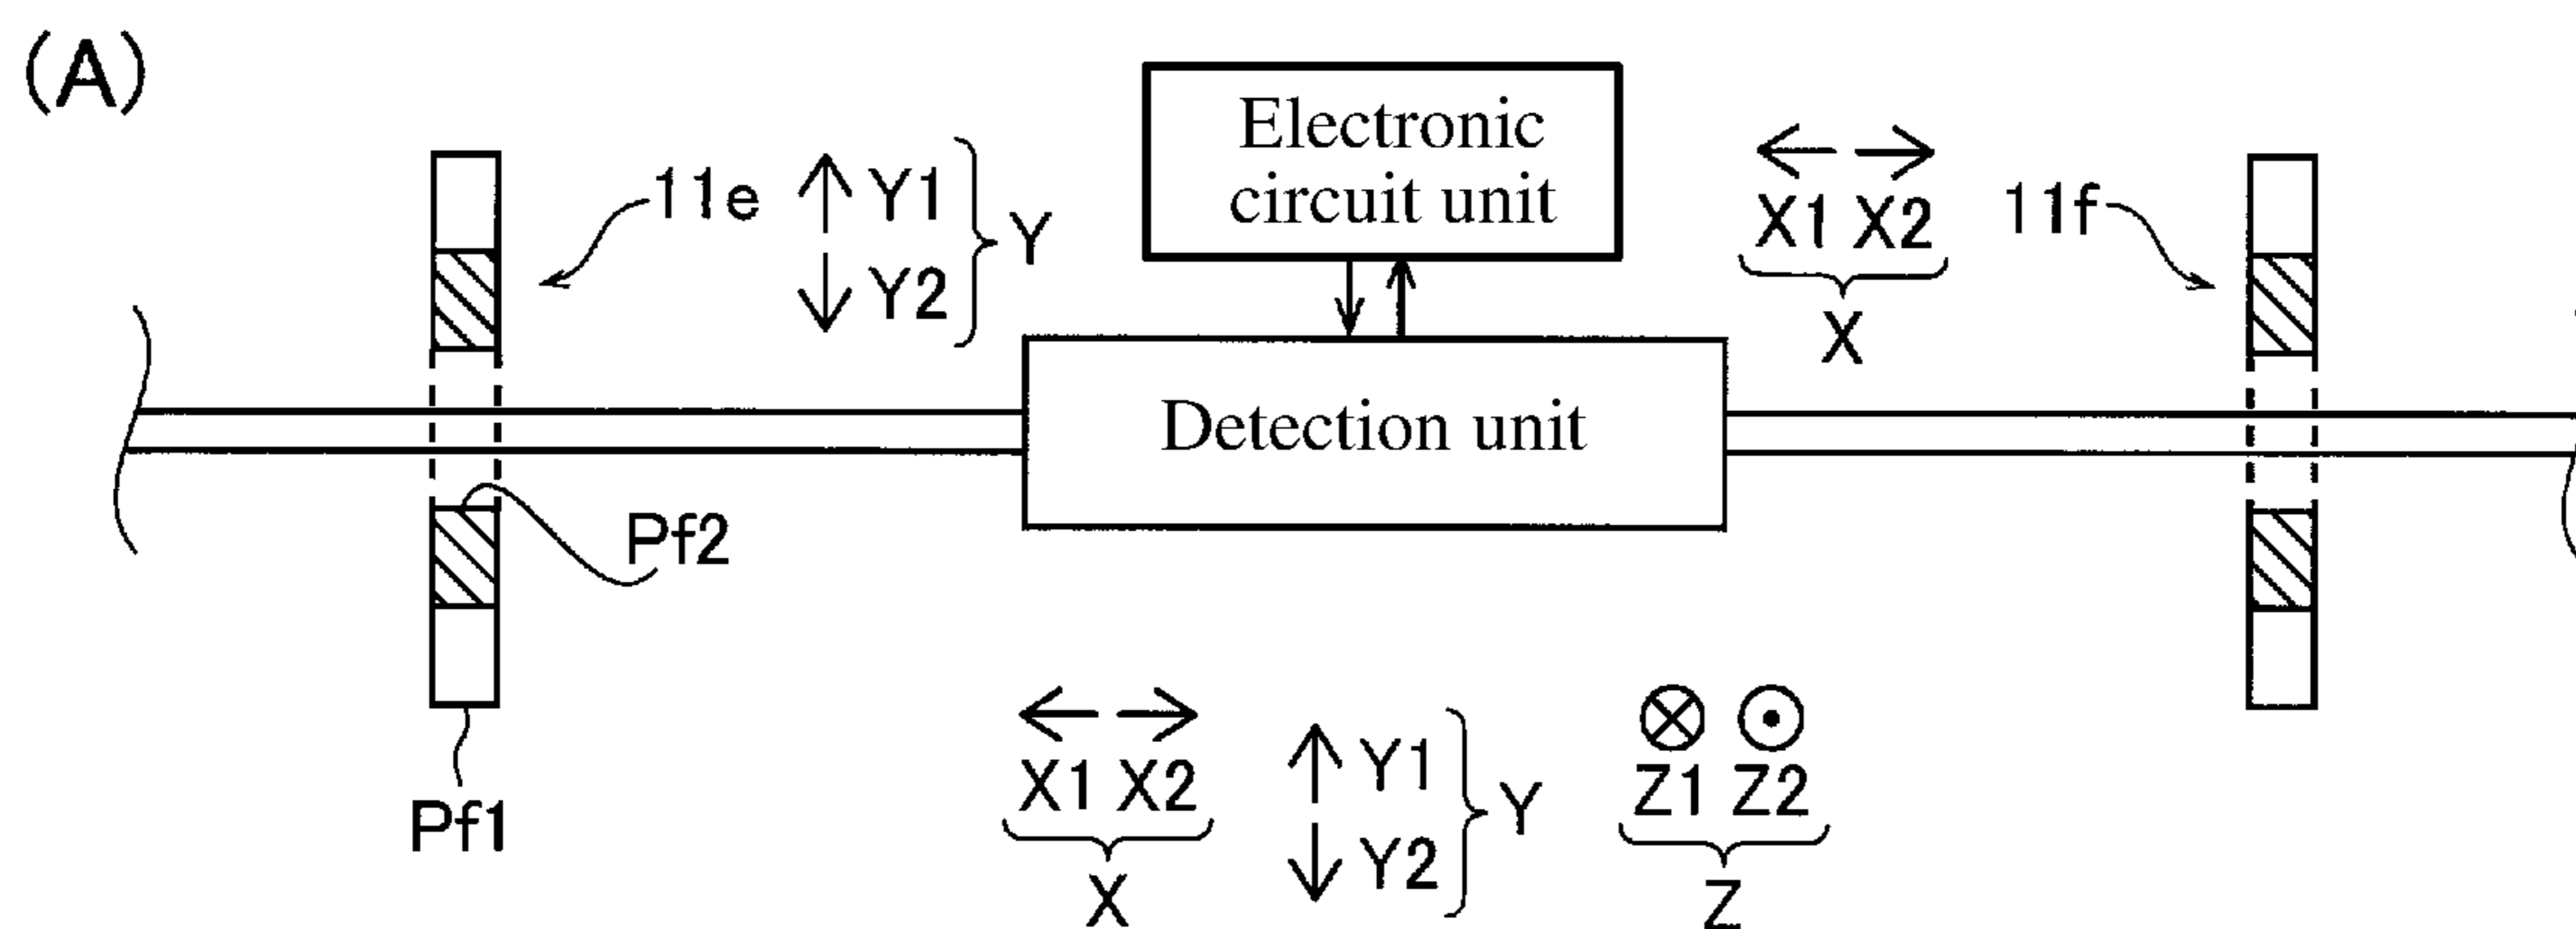 (A)
Electronic
circuit unit
11e
Y1
Y2
Y
X1 X2
X
11f
Detection unit
Pf2
Pf1
X1 X2
X
Y1
Y2
Y
Z1 Z2
Z